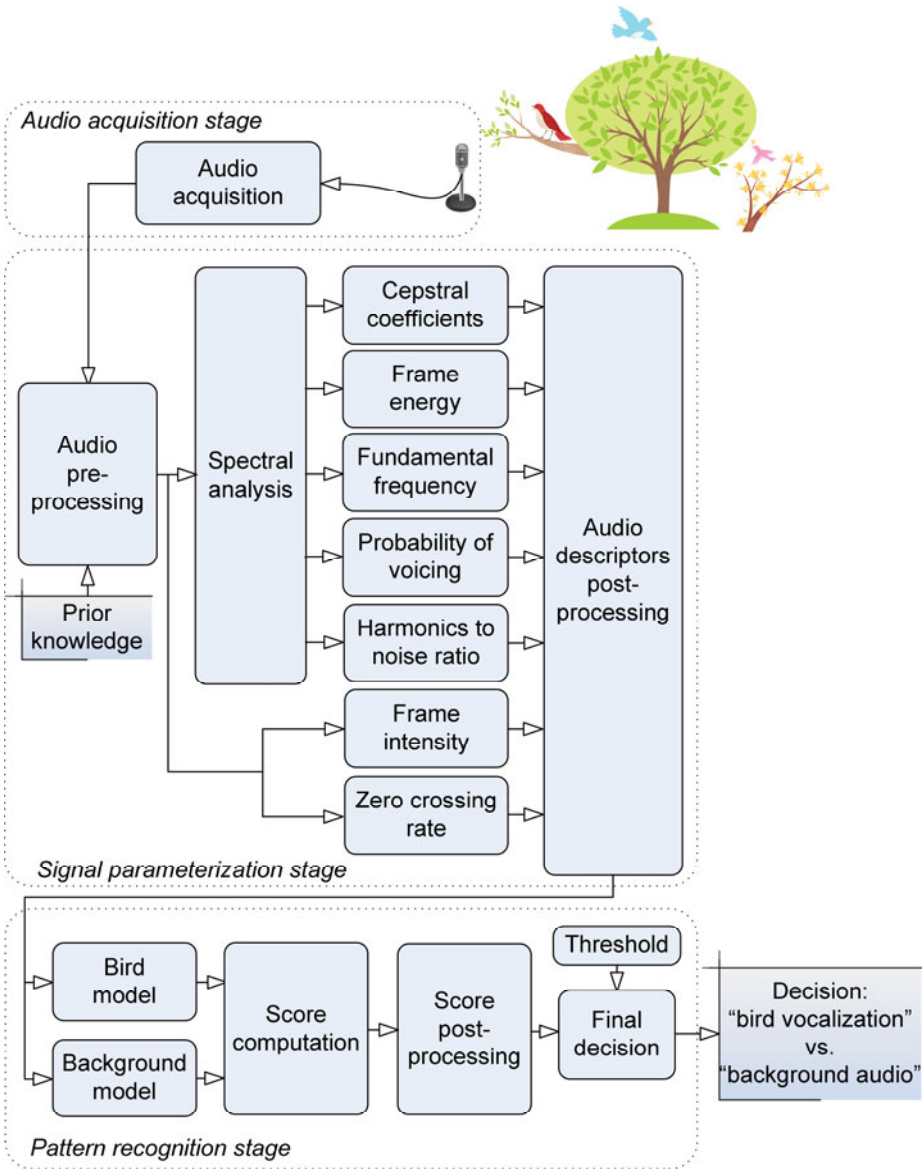 Audio acquisition stage
Audio
acquisition
Cepstral
coefficients
Frame
energy
Audio
pre-
processing
Spectral
analysis
Fundamental
frequency
Probability of
voicing
Audio
descriptors
post-
processing
Prior
knowledge
Harmonics to
noise ratio
Frame
intensity
Zero crossing
rate
Signal parameterization stage
Bird
model
Background
model
Score
computation
Score
post-
processing
Threshold
Final
decision
Decision:
“bird vocalization”
vs.
“background audio”
Pattern recognition stage